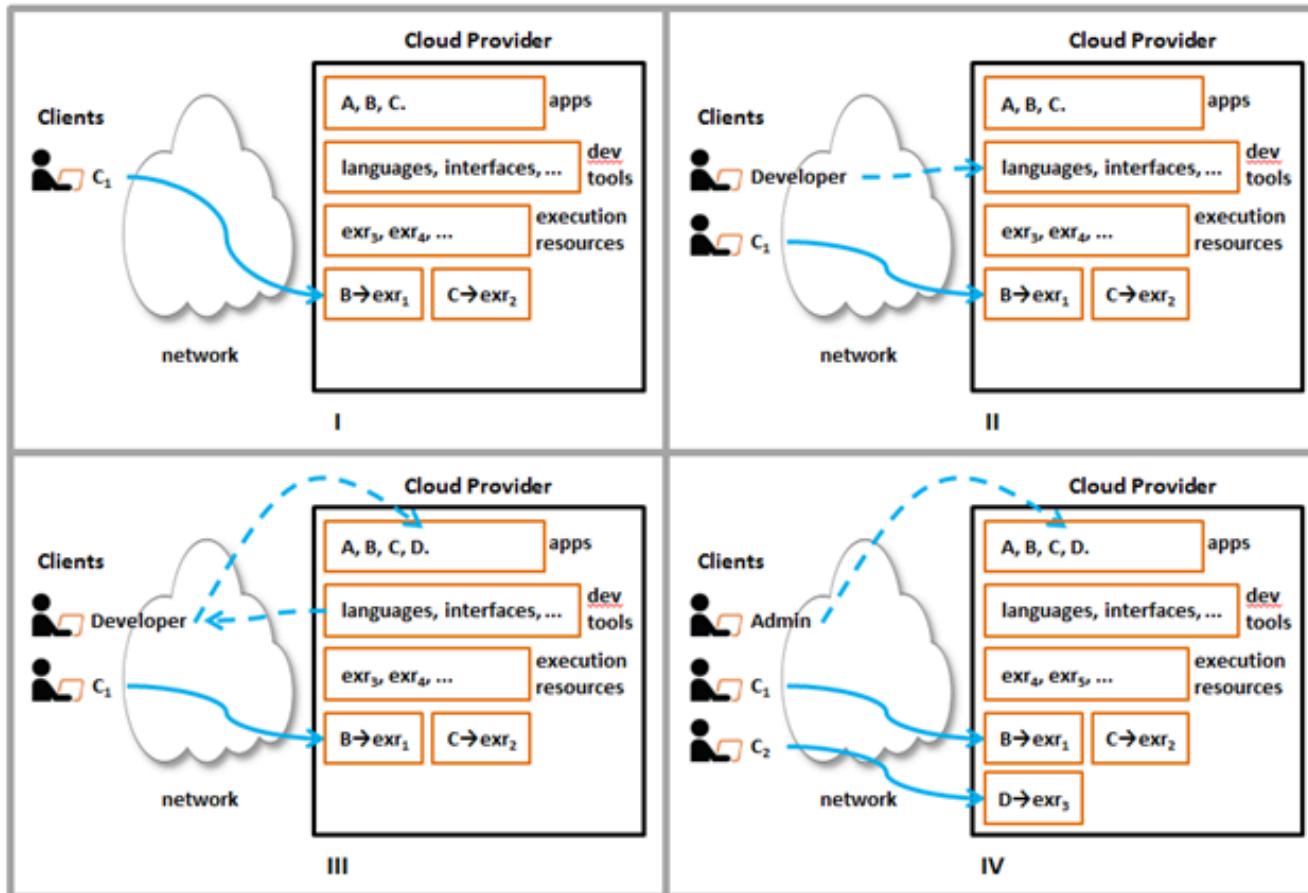 Cloud Provider
A, B, C.
apps
Clients
C₁
languages, interfaces, ...
dev
tools
exr₃, exr₄, ...
execution
resources
B→exr₁
C→exr₂
network
I
Cloud Provider
A, B, C.
apps
Clients
Developer
languages, interfaces, ...
dev
tools
C₁
exr₃, exr₄, ...
execution
resources
B→exr₁
C→exr₂
network
II
Cloud Provider
A, B, C, D.
apps
Clients
Developer
languages, interfaces, ...
dev
tools
C₁
exr₃, exr₄, ...
execution
resources
B→exr₁
C→exr₂
network
III
Cloud Provider
A, B, C, D.
apps
Clients
Admin
languages, interfaces, ...
dev
tools
C₁
exr₄, exr₅, ...
execution
resources
C₂
B→exr₁
C→exr₂
D→exr₃
network
IV